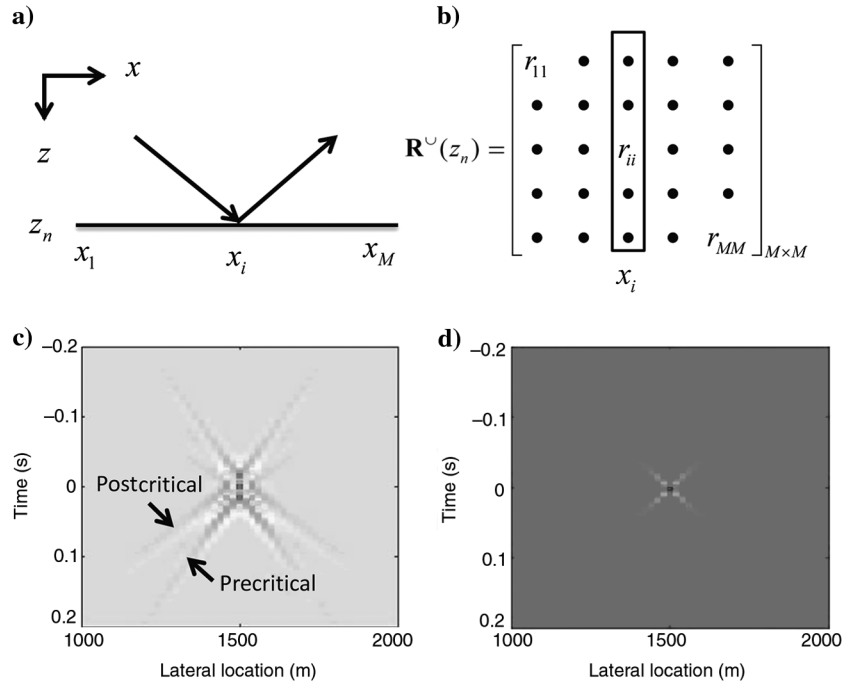 a)
x
z
z_n
x_1
x_i
x_M
b)
R^∪(z_n) =
r_11
r_ii
r_MM
M×M
x_i
c)
–0.2
–0.1
0
0.1
0.2
Time (s)
Postcritical
Precritical
1000
1500
2000
Lateral location (m)
d)
–0.2
–0.1
0
0.1
0.2
Time (s)
1000
1500
2000
Lateral location (m)